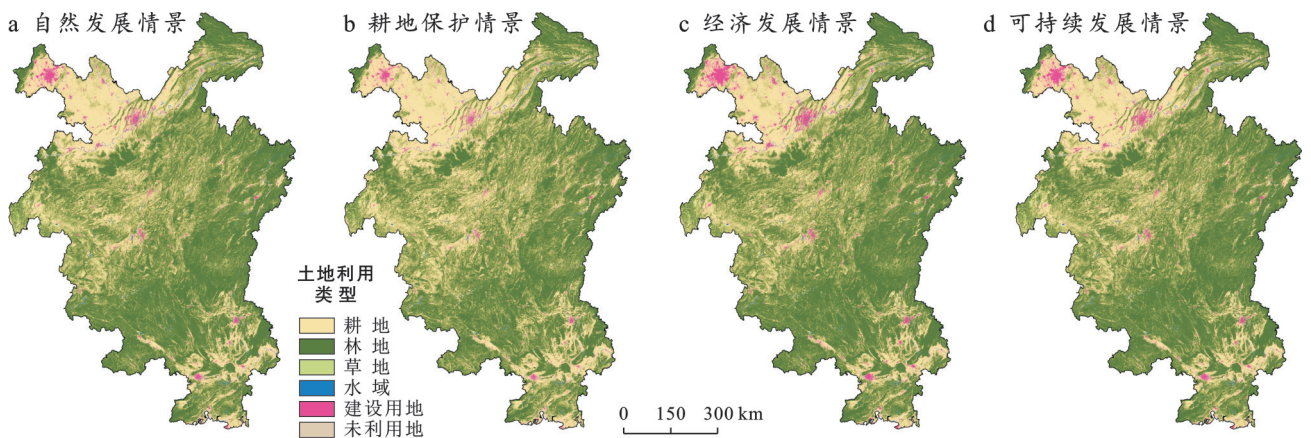 a 自然发展情景
b 耕地保护情景
c 经济发展情景
d 可持续发展情景
土地利用
类型
耕 地
林 地
草 地
水 域
建设用地
未利用地
0 150 300 km